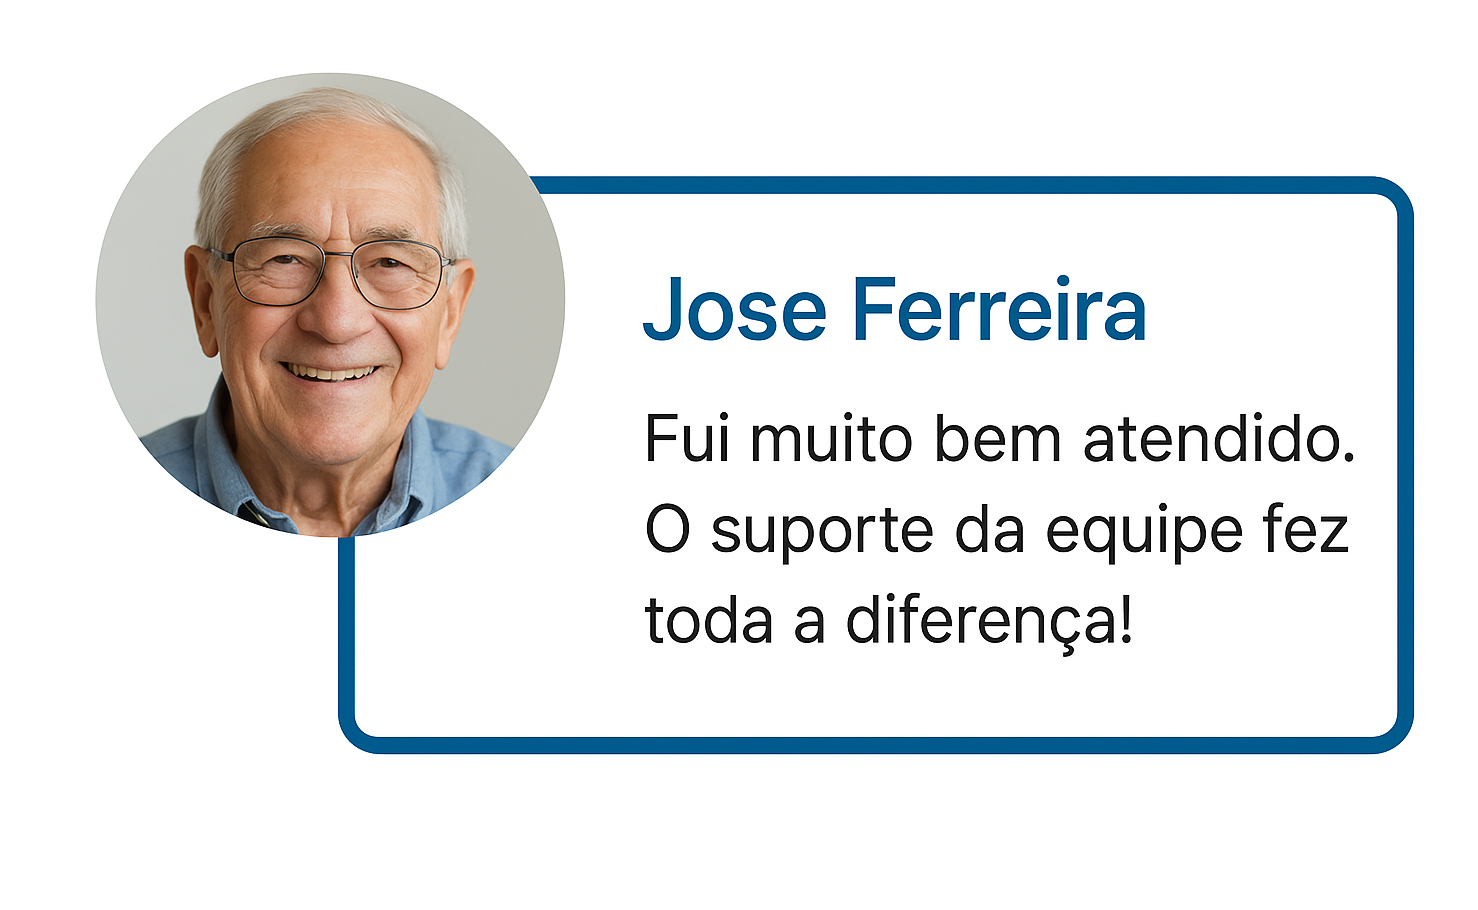 Jose Ferreira
Fui muito bem atendido.
O suporte da equipe fez
toda a diferença!